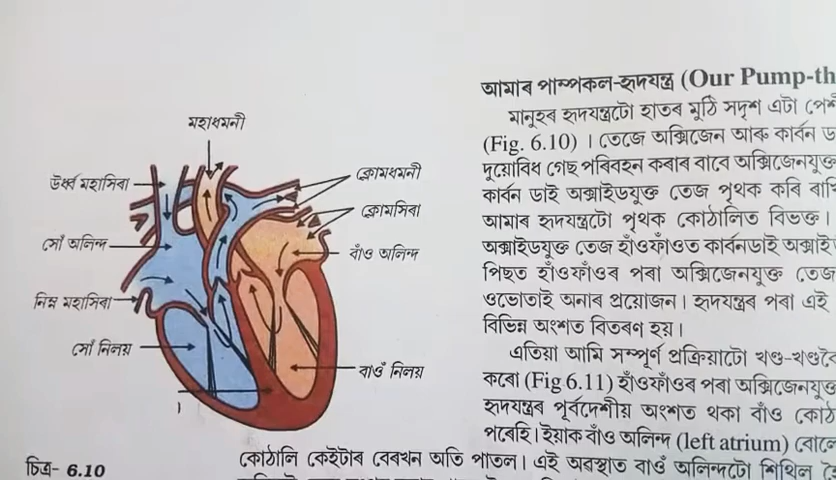 মহাধমনী
ঊৰ্ধ্ব মহাসিৰা
সোঁ অলিন্দ
নিম্ন মহাসিৰা
সোঁ নিলয়
ক্লোমধমনী
ক্লোমসিৰা
বাঁও অলিন্দ
বাওঁ নিলয়
চিত্ৰ- 6.10
আমাৰ পাম্পকল-হৃদযন্ত্ৰ (Our Pump-th
মানুহৰ হৃদযন্ত্ৰটো হাতৰ মুঠি সদৃশ এটা পেশী
(Fig. 6.10) । তেজে অক্সিজেন আৰু কাৰ্বন ড
দুয়োবিধ গেছ পৰিবহন কৰাৰ বাবে অক্সিজেনযুক্ত
কাৰ্বন ডাই অক্সাইডযুক্ত তেজ পৃথক কৰি ৰাখি
আমাৰ হৃদযন্ত্ৰটো পৃথক কোঠালিত বিভক্ত।
অক্সাইডযুক্ত তেজ হাঁওফাঁওত কাৰ্বনডাই অক্সাই
পিছত হাঁওফাঁওৰ পৰা অক্সিজেনযুক্ত তেজ
ওভোতাই অনাৰ প্ৰয়োজন। হৃদযন্ত্ৰৰ পৰা এই
বিভিন্ন অংশত বিতৰণ হয়।
এতিয়া আমি সম্পূৰ্ণ প্ৰক্ৰিয়াটো খণ্ড-খণ্ডকৈ
কৰো (Fig 6.11) হাঁওফাঁওৰ পৰা অক্সিজেনযুক্ত
হৃদযন্ত্ৰৰ পূৰ্বদেশীয় অংশত থকা বাঁও কোঠ
পৰেহি। ইয়াক বাঁও অলিন্দ (left atrium) বোলে
কোঠালি কেইটাৰ বেৰখন অতি পাতল। এই অৱস্থাত বাওঁ অলিন্দটো শিথিল হৈ